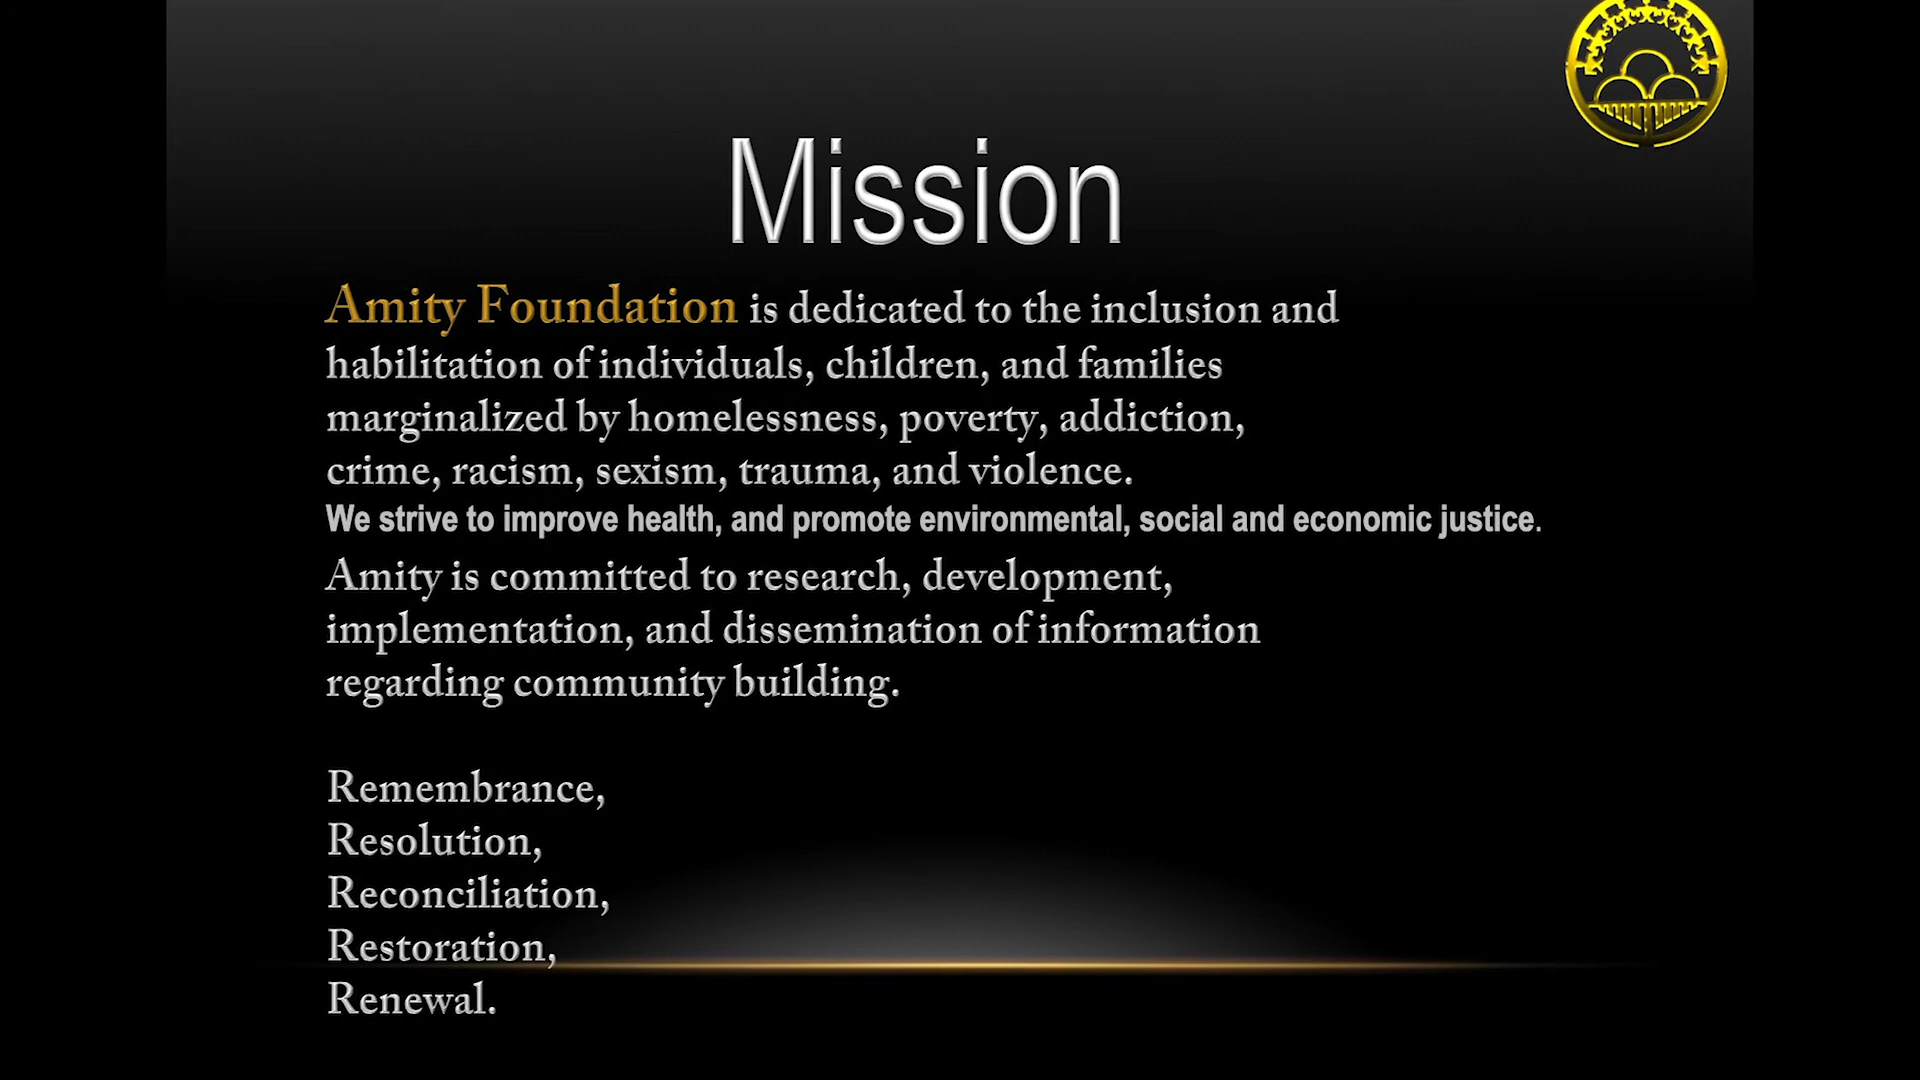 Mission
Amity Foundation is dedicated to the inclusion and
habilitation of individuals, children, and families
marginalized by homelessness, poverty, addiction,
crime, racism, sexism, trauma, and violence.
We strive to improve health, and promote environmental, social and economic justice.
Amity is committed to research, development,
implementation, and dissemination of information
regarding community building.
Remembrance,
Resolution,
Reconciliation,
Restoration,
Renewal.